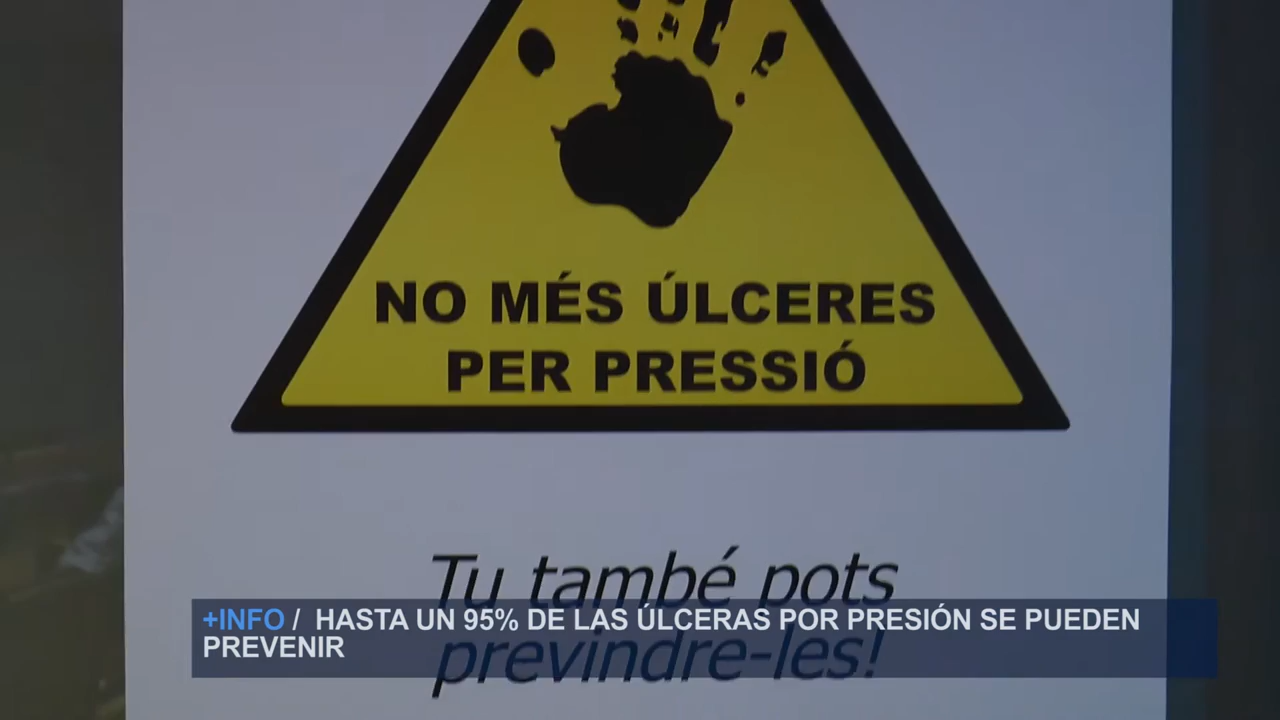 NO MÉS ÚLCERES
PER PRESSIÓ
Tu també pots
previndre-les!
+INFO / HASTA UN 95% DE LAS ÚLCERAS POR PRESIÓN SE PUEDEN
PREVENIR